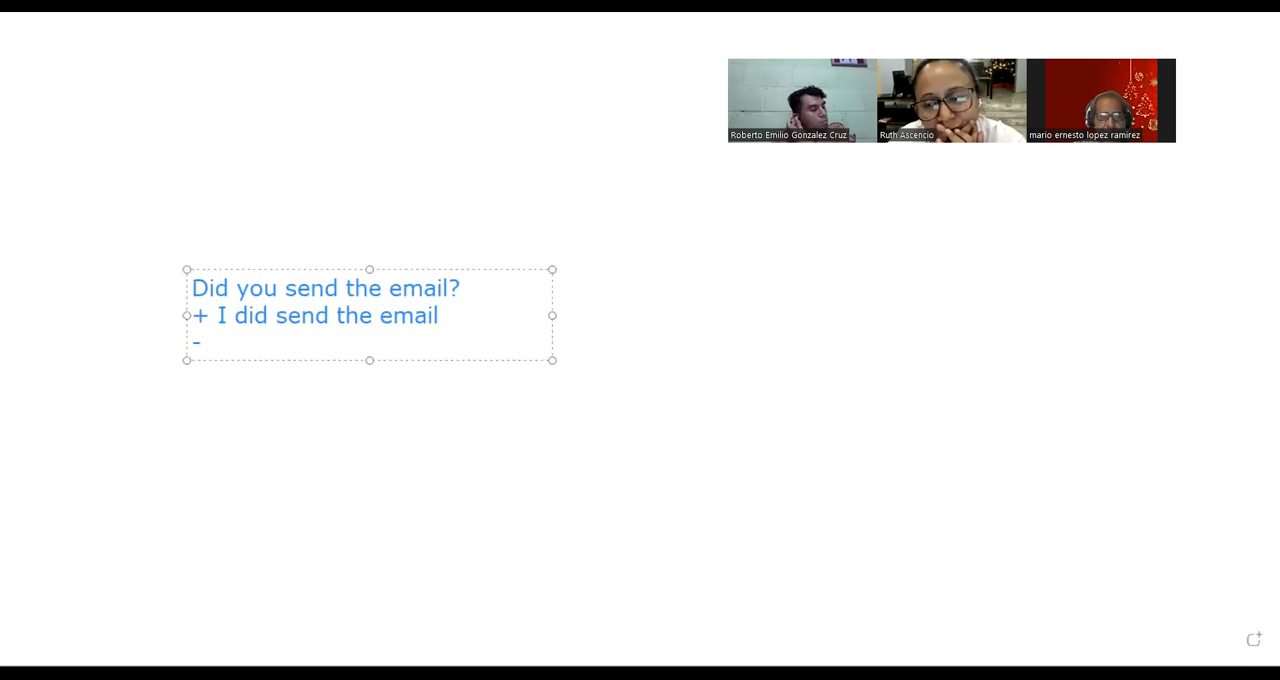 Roberto Emilio Gonzalez Cruz
Ruth Ascencio
mario ernesto lopez ramirez
Did you send the email?
+ I did send the email
-